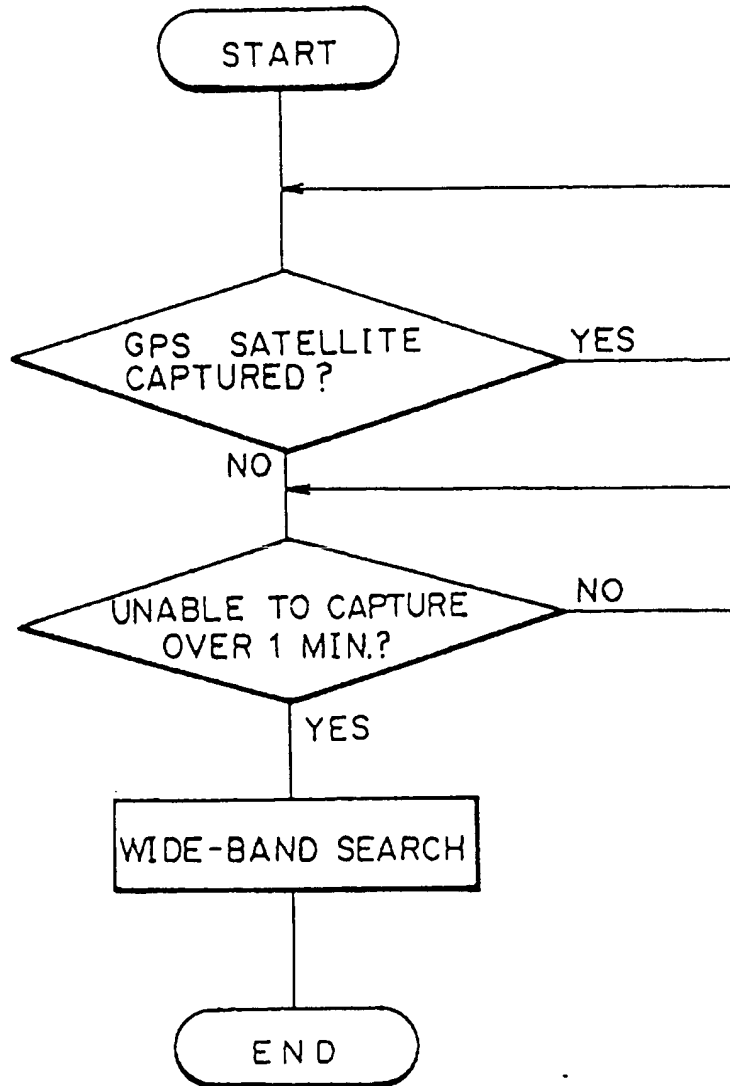 START
GPS SATELLITE
CAPTURED?
YES
NO
UNABLE TO CAPTURE
OVER 1 MIN.?
NO
YES
WIDE-BAND SEARCH
END